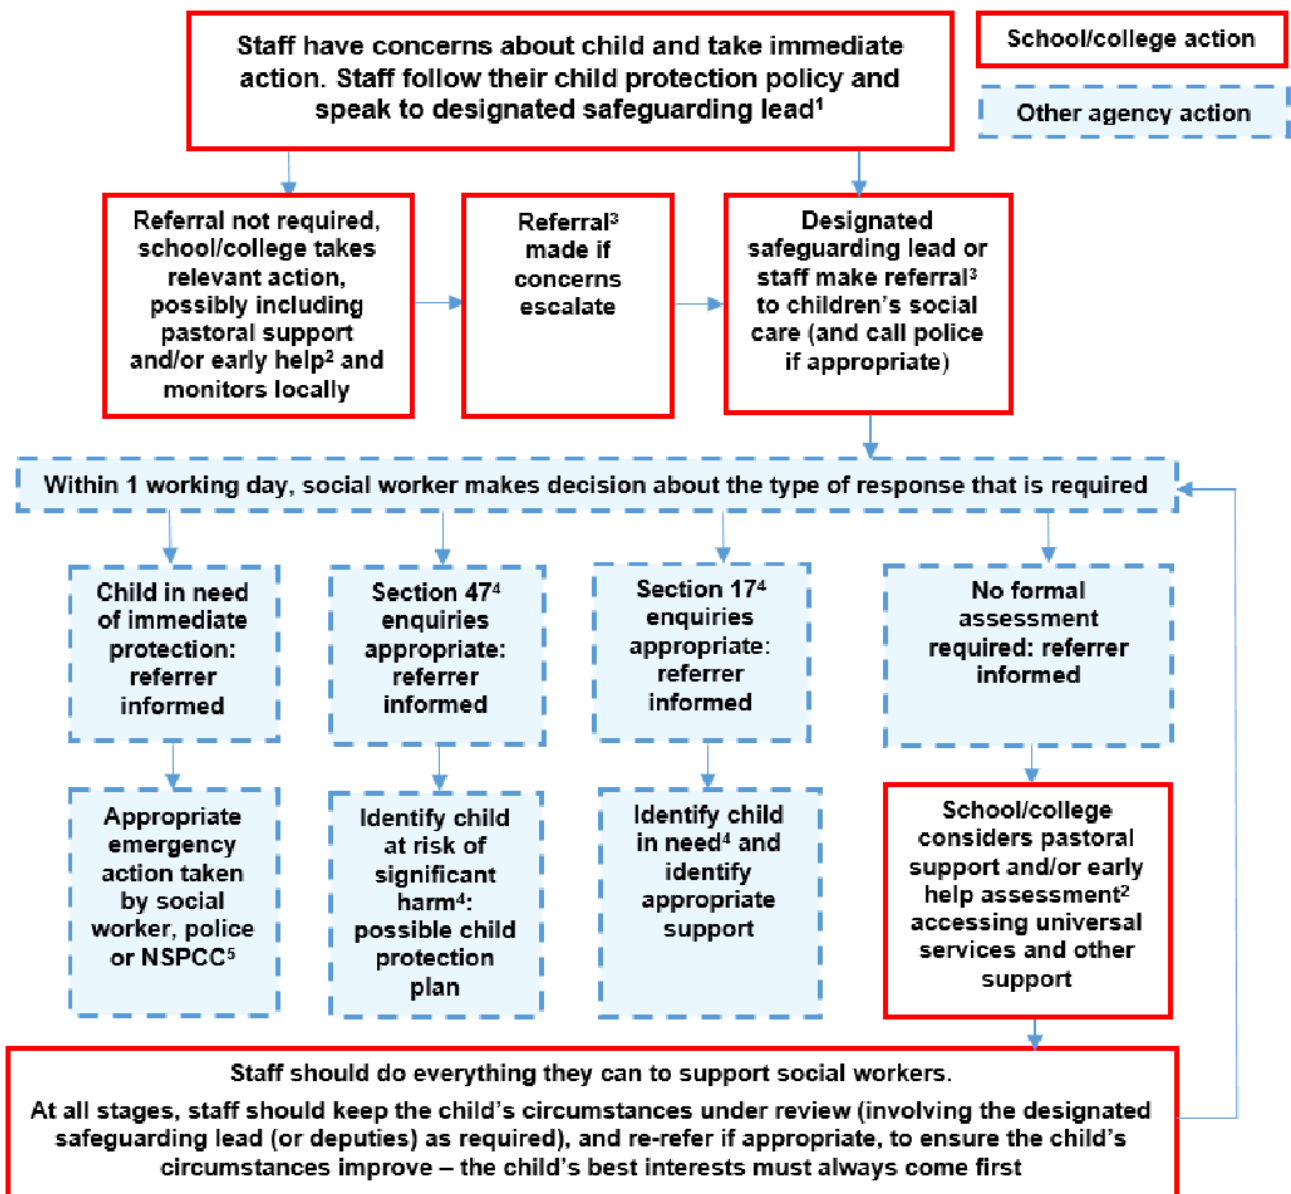 Staff have concerns about child and take immediate
action. Staff follow their child protection policy and
speak to designated safeguarding lead¹
School/college action
Other agency action
Referral not required,
school/college takes
relevant action,
possibly including
pastoral support
and/or early help² and
monitors locally
Referral³
made if
concerns
escalate
Designated
safeguarding lead or
staff make referral³
to children's social
care (and call police
if appropriate)
Within 1 working day, social worker makes decision about the type of response that is required
Child in need
of immediate
protection:
referrer
informed
Section 47⁴
enquiries
appropriate:
referrer
informed
Section 17⁴
enquiries
appropriate:
referrer
informed
No formal
assessment
required: referrer
informed
Appropriate
emergency
action taken
by social
worker, police
or NSPCC⁵
Identify child
at risk of
significant
harm⁴:
possible child
protection
plan
Identify child
in need⁴ and
identify
appropriate
support
School/college
considers pastoral
support and/or early
help assessment²
accessing universal
services and other
support
Staff should do everything they can to support social workers.
At all stages, staff should keep the child's circumstances under review (involving the designated
safeguarding lead (or deputies) as required), and re-refer if appropriate, to ensure the child's
circumstances improve – the child's best interests must always come first